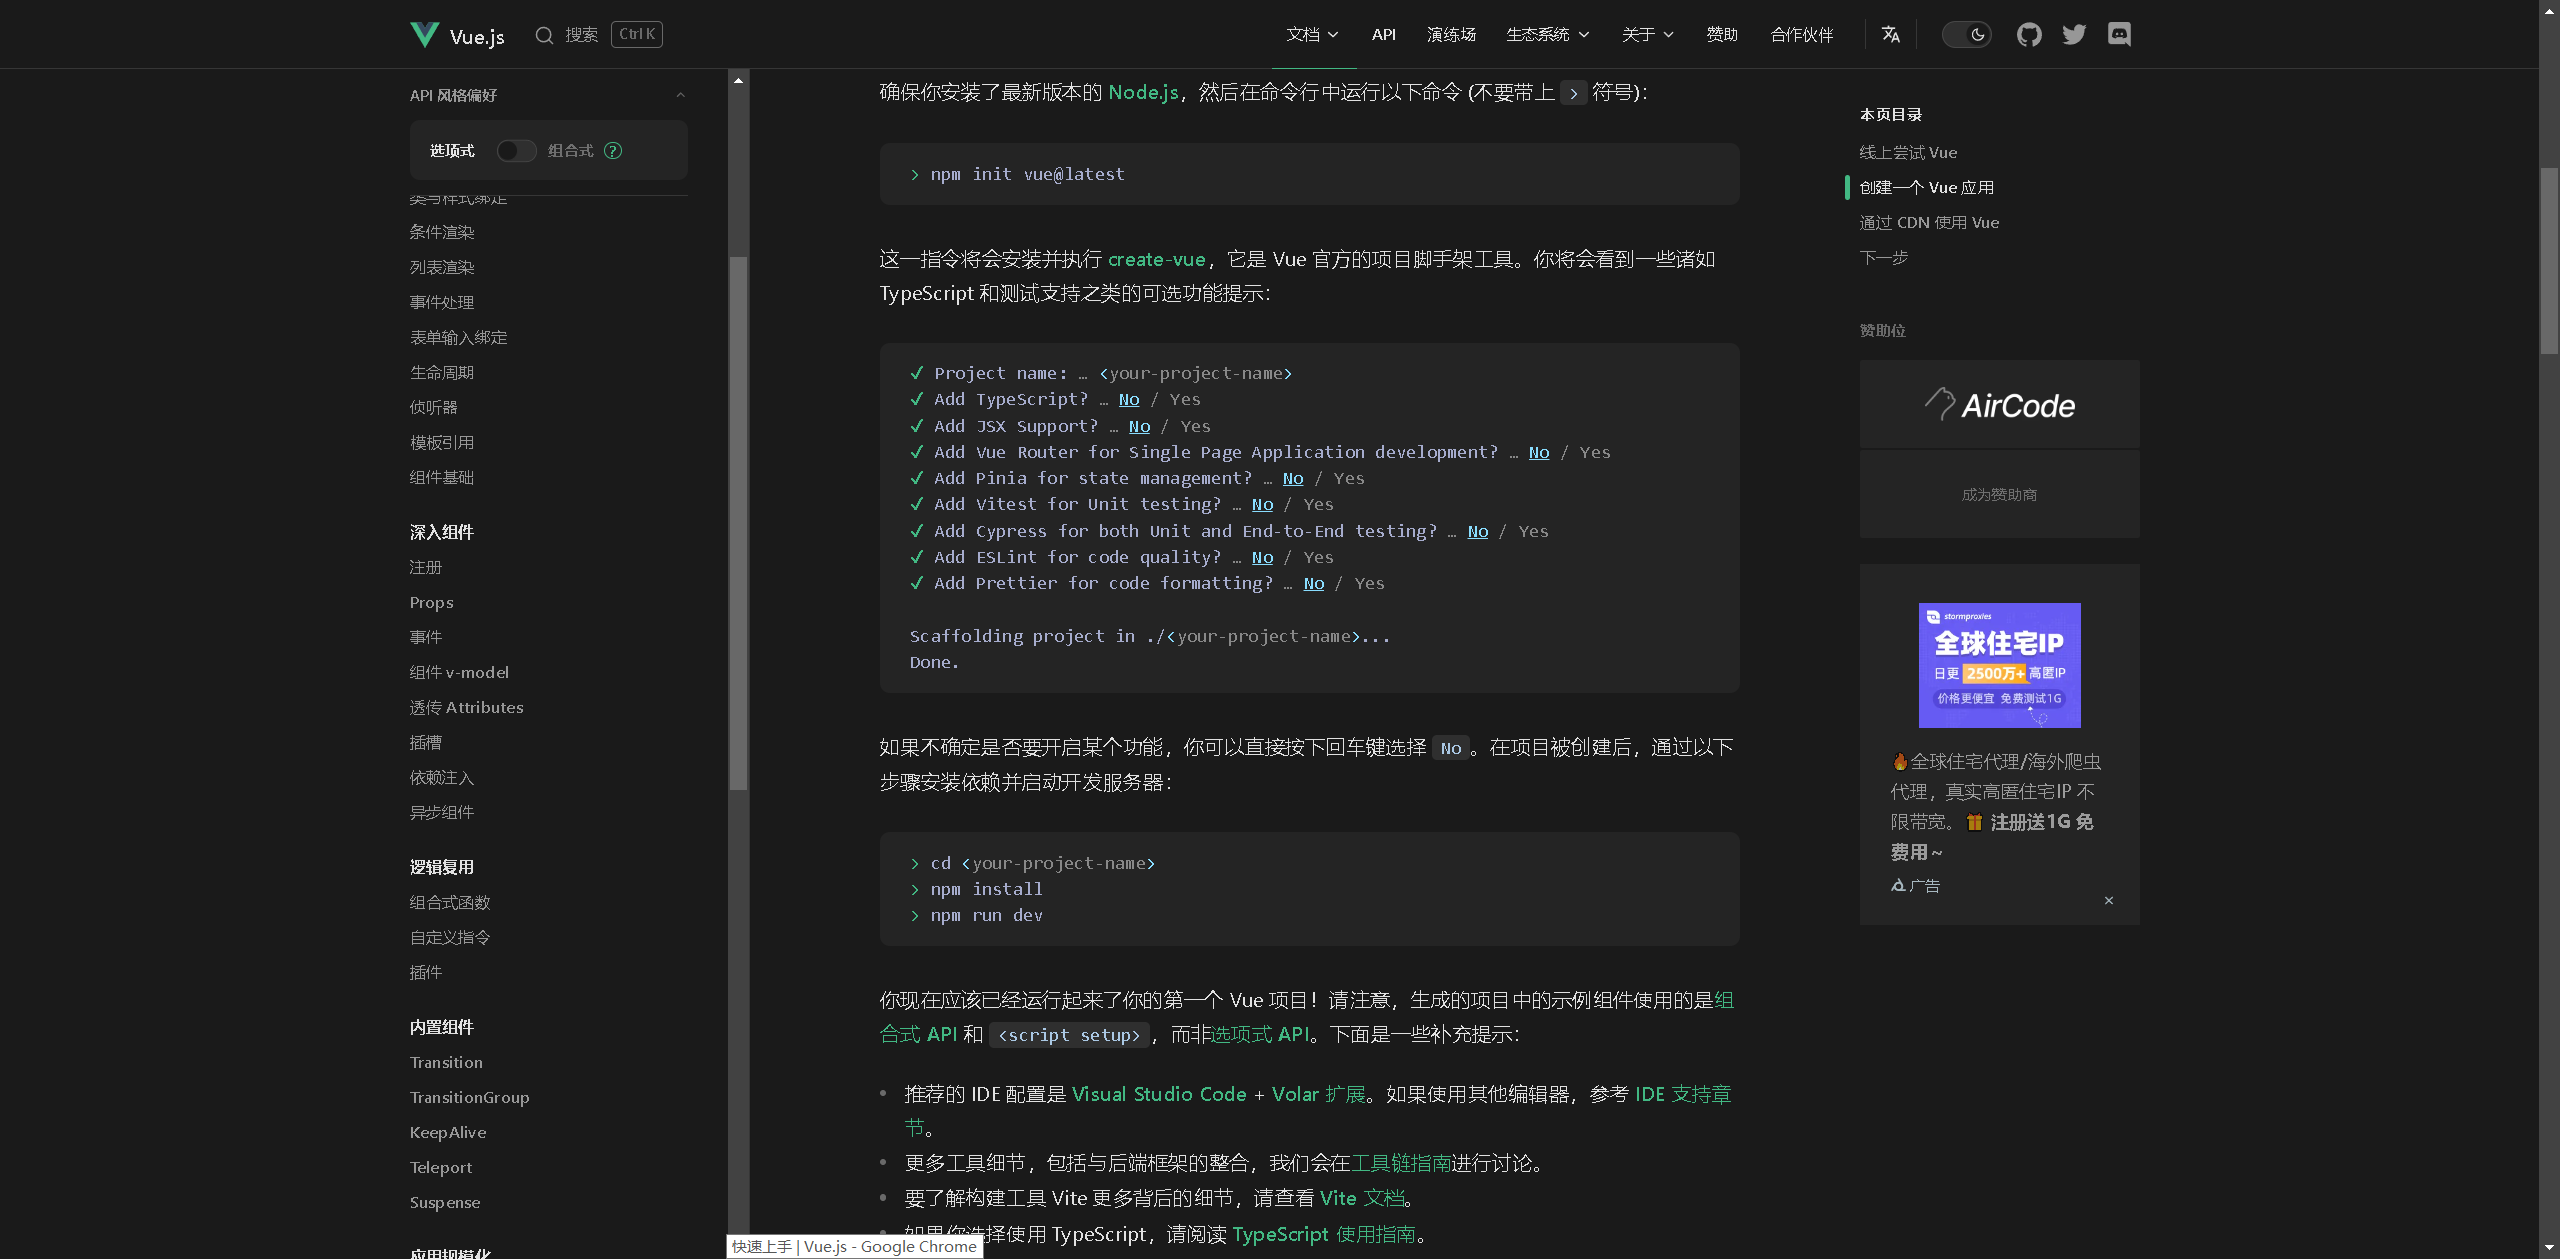 Vue.js
搜索
Ctrl K
文档
API
演练场
生态系统
关于
赞助
合作伙伴
API 风格偏好
选项式
组合式
?
类与样式绑定
条件渲染
列表渲染
事件处理
表单输入绑定
生命周期
侦听器
模板引用
组件基础
深入组件
注册
Props
事件
组件 v-model
透传 Attributes
插槽
依赖注入
异步组件
逻辑复用
组合式函数
自定义指令
插件
内置组件
Transition
TransitionGroup
KeepAlive
Teleport
Suspense
应用规模化
确保你安装了最新版本的 Node.js，然后在命令行中运行以下命令 (不要带上 > 符号)：
> npm init vue@latest
这一指令将会安装并执行 create-vue，它是 Vue 官方的项目脚手架工具。你将会看到一些诸如
TypeScript 和测试支持之类的可选功能提示：
✓ Project name: … <your-project-name>
✓ Add TypeScript? … No / Yes
✓ Add JSX Support? … No / Yes
✓ Add Vue Router for Single Page Application development? … No / Yes
✓ Add Pinia for state management? … No / Yes
✓ Add Vitest for Unit testing? … No / Yes
✓ Add Cypress for both Unit and End-to-End testing? … No / Yes
✓ Add ESLint for code quality? … No / Yes
✓ Add Prettier for code formatting? … No / Yes
Scaffolding project in ./<your-project-name>...
Done.
如果不确定是否要开启某个功能，你可以直接按下回车键选择 No。在项目被创建后，通过以下
步骤安装依赖并启动开发服务器：
> cd <your-project-name>
> npm install
> npm run dev
你现在应该已经运行起来了你的第一个 Vue 项目！请注意，生成的项目中的示例组件使用的是组
合式 API 和 <script setup>，而非选项式 API。下面是一些补充提示：
• 推荐的 IDE 配置是 Visual Studio Code + Volar 扩展。如果使用其他编辑器，参考 IDE 支持章
节。
• 更多工具细节，包括与后端框架的整合，我们会在工具链指南进行讨论。
• 要了解构建工具 Vite 更多背后的细节，请查看 Vite 文档。
• 如果你选择使用 TypeScript，请阅读 TypeScript 使用指南。
快速上手 | Vue.js - Google Chrome
本页目录
线上尝试 Vue
创建一个 Vue 应用
通过 CDN 使用 Vue
下一步
赞助位
AirCode
成为赞助商
stormproxies
全球住宅IP
日更 2500万+ 高匿IP
价格更便宜 免费测试1G
🔥全球住宅代理/海外爬虫
代理，真实高匿住宅IP 不
限带宽。🎁 注册送1G 免
费用～
广告
×